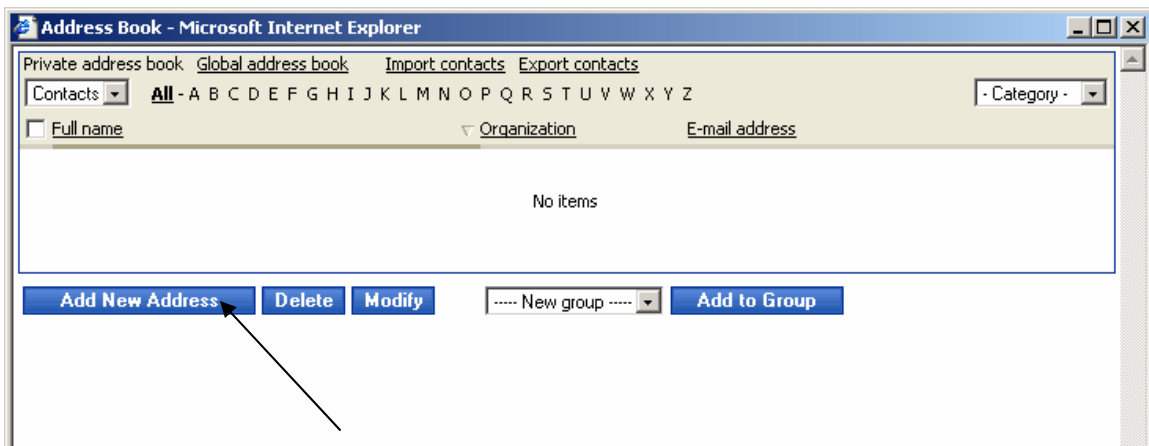 Address Book - Microsoft Internet Explorer
Private address book Global address book Import contacts Export contacts
Contacts All - A B C D E F G H I J K L M N O P Q R S T U V W X Y Z - Category -
Full name Organization E-mail address
No items
Add New Address Delete Modify ----- New group ----- Add to Group